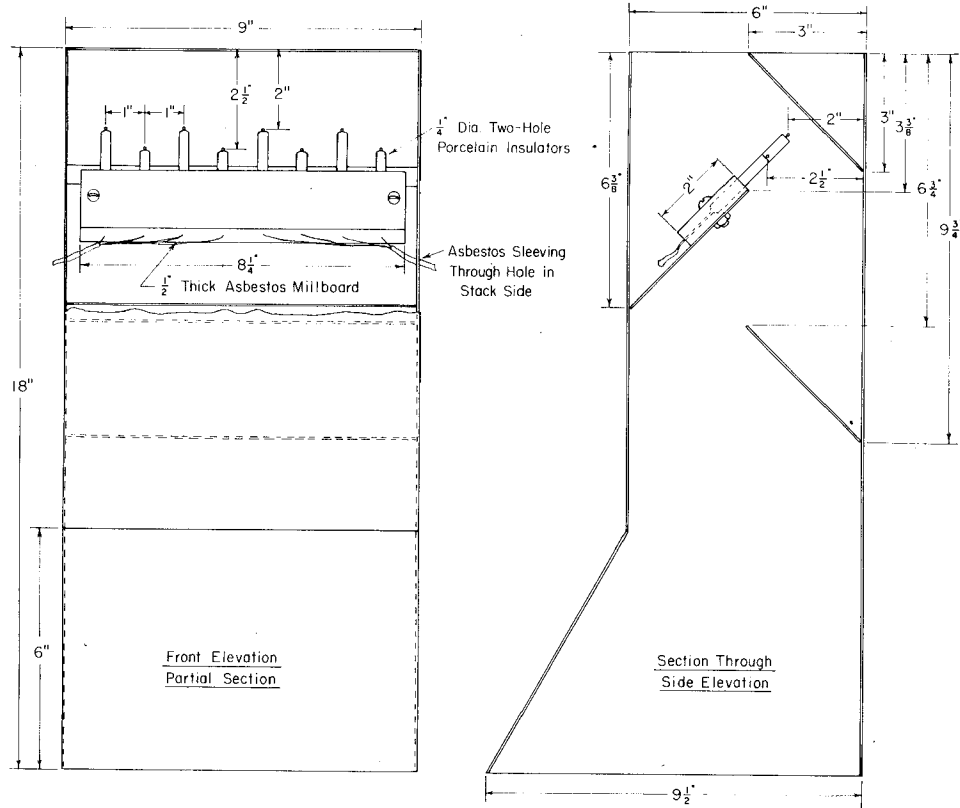 9"
6"
3"
2 1/2"
2"
1" 1"
1/4" Dia. Two-Hole
Porcelain Insulators
2"
3"
3 3/8"
6 3/8"
2"
2 1/2"
6 3/4"
9 3/4"
Asbestos Sleeving
Through Hole in
Stack Side
8 1/4"
1/2" Thick Asbestos Millboard
18"
6"
Front Elevation
Partial Section
Section Through
Side Elevation
9 1/2"